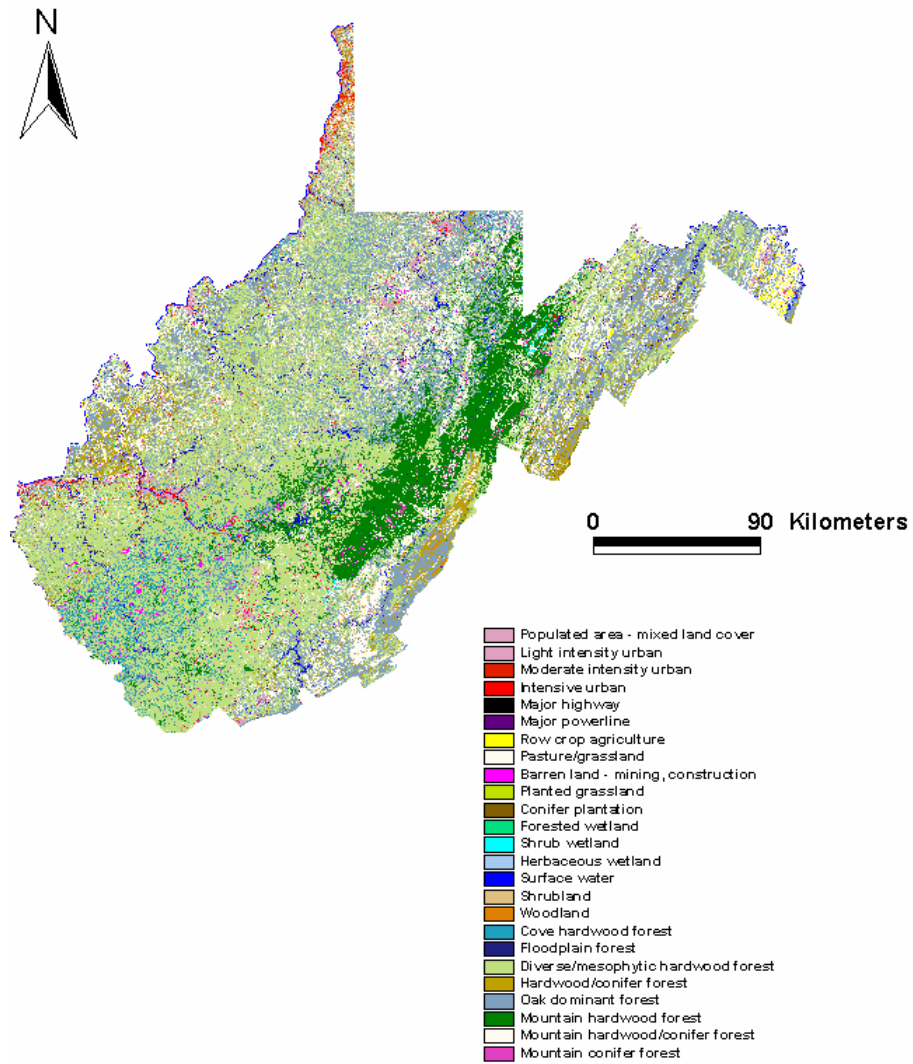 N
0 90 Kilometers
Populated area - mixed land cover
Light intensity urban
Moderate intensity urban
Intensive urban
Major highway
Major powerline
Row crop agriculture
Pasture/grassland
Barren land - mining, construction
Planted grassland
Conifer plantation
Forested wetland
Shrub wetland
Herbaceous wetland
Surface water
Shrubland
Woodland
Cove hardwood forest
Floodplain forest
Diverse/mesophytic hardwood forest
Hardwood/conifer forest
Oak dominant forest
Mountain hardwood forest
Mountain hardwood/conifer forest
Mountain conifer forest